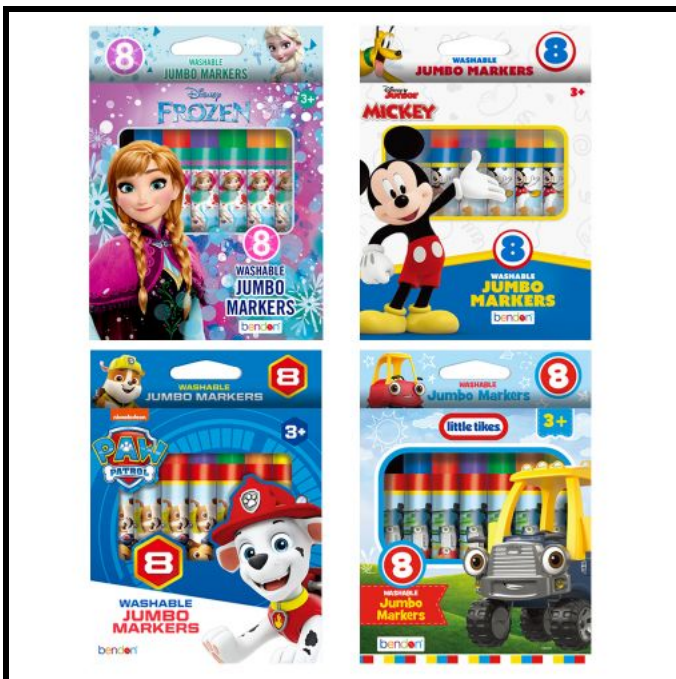 8
WASHABLE
JUMBO MARKERS
Disney
FROZEN
3+
8
WASHABLE
JUMBO
MARKERS
bendon
WASHABLE
JUMBO MARKERS
8
Disney
Junior
MICKEY
3+
8
WASHABLE
JUMBO
MARKERS
bendon
WASHABLE
JUMBO MARKERS
8
nickelodeon
PAW
PATROL
3+
8
WASHABLE
JUMBO
MARKERS
bendon
WASHABLE
Jumbo Markers
8
little tikes
3+
8
WASHABLE
Jumbo
Markers
bendon